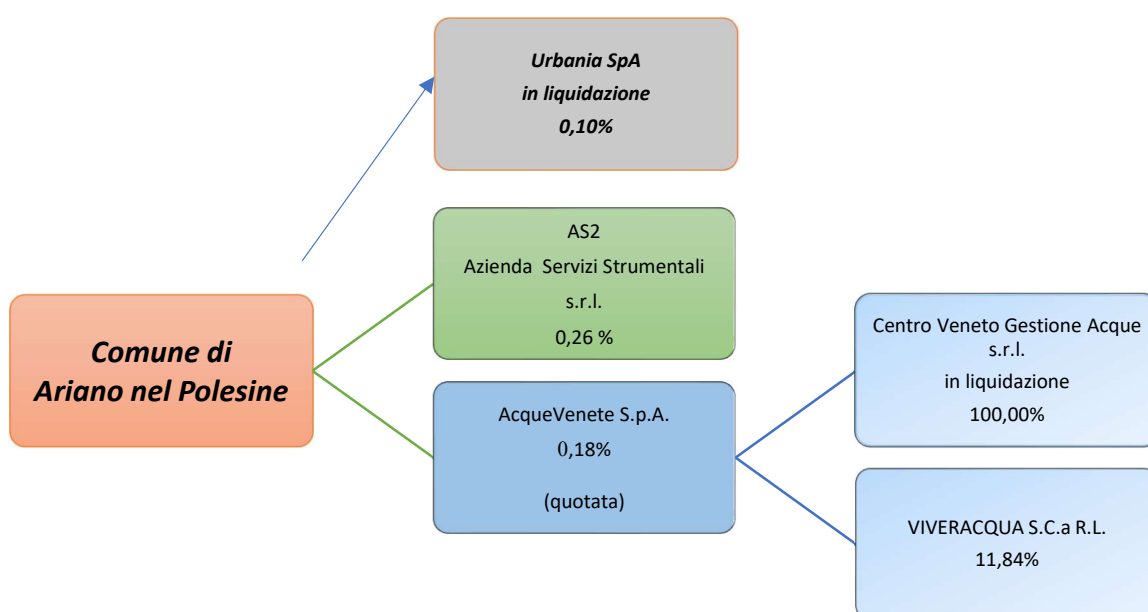 Urbania SpA
in liquidazione
0,10%
AS2
Azienda Servizi Strumentali
s.r.l.
0,26 %
Comune di
Ariano nel Polesine
AcqueVenete S.p.A.
0,18%
(quotata)
Centro Veneto Gestione Acque
s.r.l.
in liquidazione
100,00%
VIVERACQUA S.C.a R.L.
11,84%